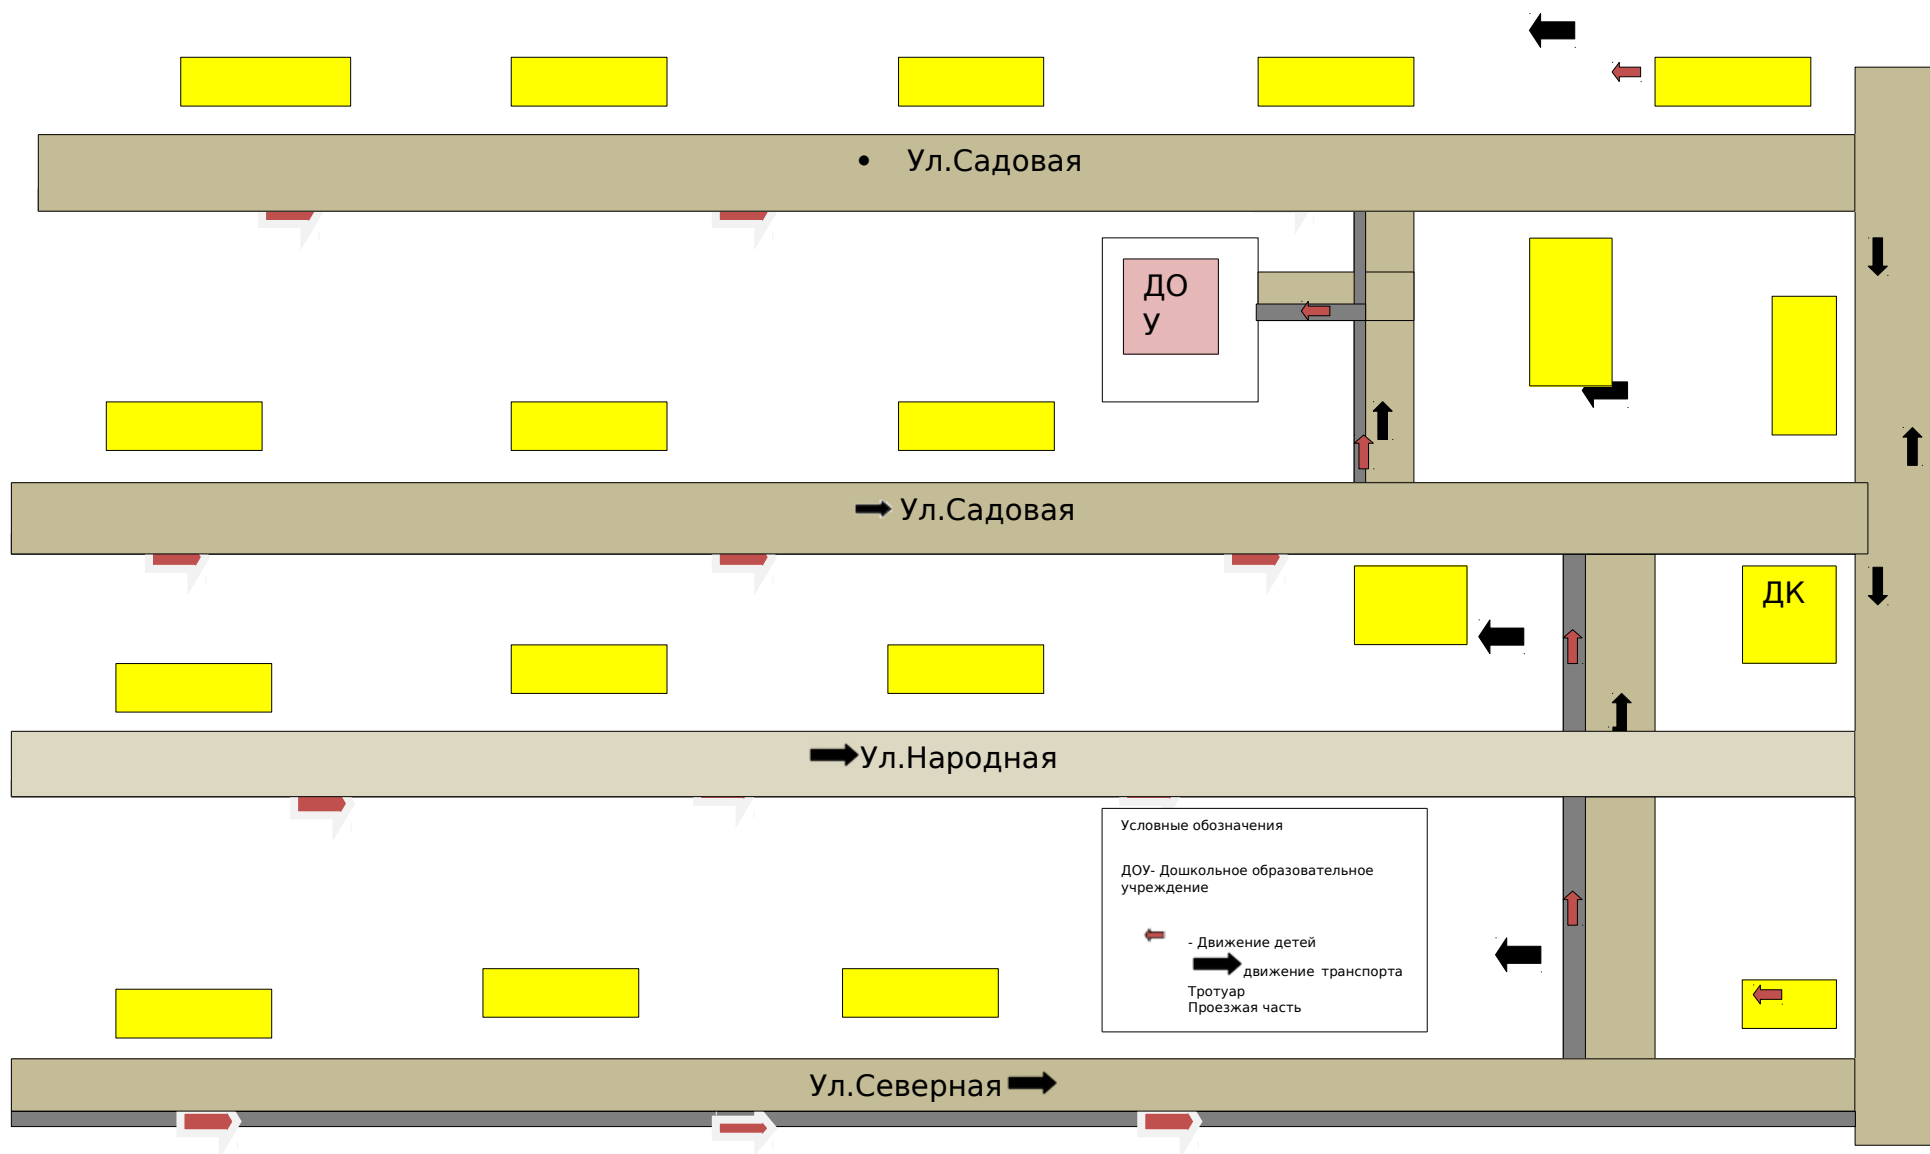 • Ул.Садовая
ДО
У
Ул.Садовая
ДК
Ул.Народная
Условные обозначения
ДОУ- Дошкольное образовательное
учреждение
- Движение детей
движение транспорта
Тротуар
Проезжая часть
Ул.Северная